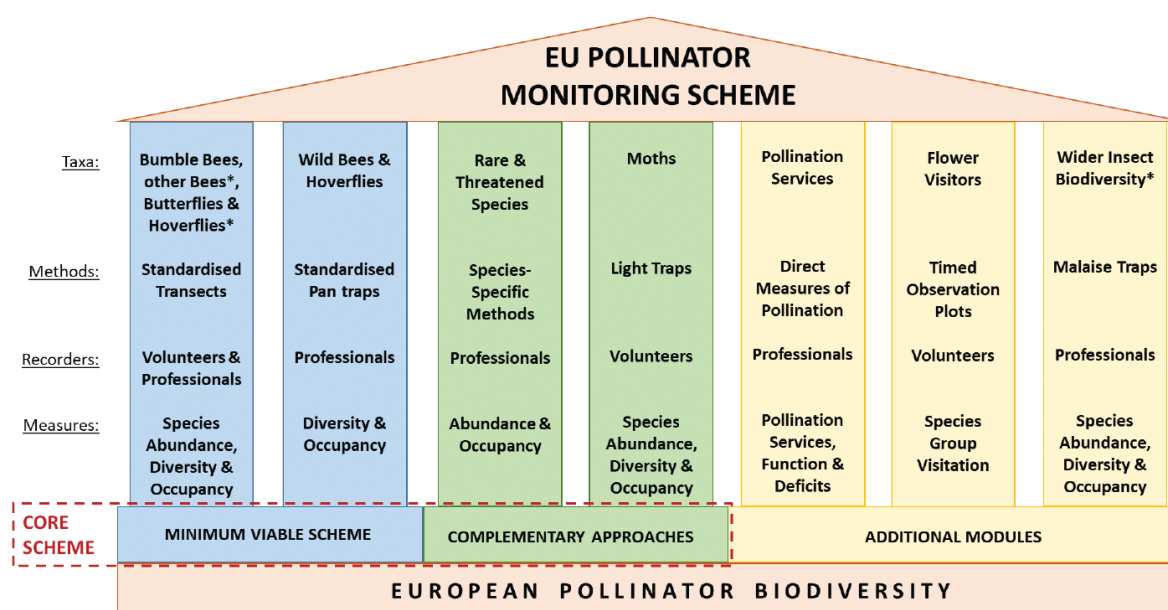 EU POLLINATOR
MONITORING SCHEME
Taxa:
Bumble Bees,
other Bees*,
Butterflies &
Hoverflies*
Wild Bees &
Hoverflies
Rare &
Threatened
Species
Moths
Pollination
Services
Flower
Visitors
Wider Insect
Biodiversity*
Methods:
Standardised
Transects
Standardised
Pan traps
Species-
Specific
Methods
Light Traps
Direct
Measures of
Pollination
Timed
Observation
Plots
Malaise Traps
Recorders:
Volunteers &
Professionals
Professionals
Professionals
Volunteers
Professionals
Volunteers
Professionals
Measures:
Species
Abundance,
Diversity &
Occupancy
Diversity &
Occupancy
Abundance &
Occupancy
Species
Abundance,
Diversity &
Occupancy
Pollination
Services,
Function &
Deficits
Species
Group
Visitation
Species
Abundance,
Diversity &
Occupancy
CORE
SCHEME
MINIMUM VIABLE SCHEME
COMPLEMENTARY APPROACHES
ADDITIONAL MODULES
EUROPEAN POLLINATOR BIODIVERSITY